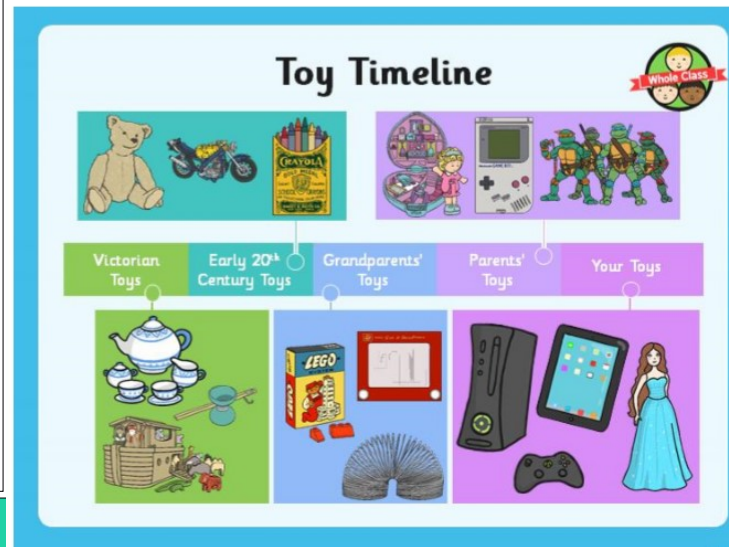 Toy Timeline
Whole Class
CRAYOLA
Victorian
Toys
Early 20th
Century Toys
Grandparents'
Toys
Parents'
Toys
Your Toys
LEGO